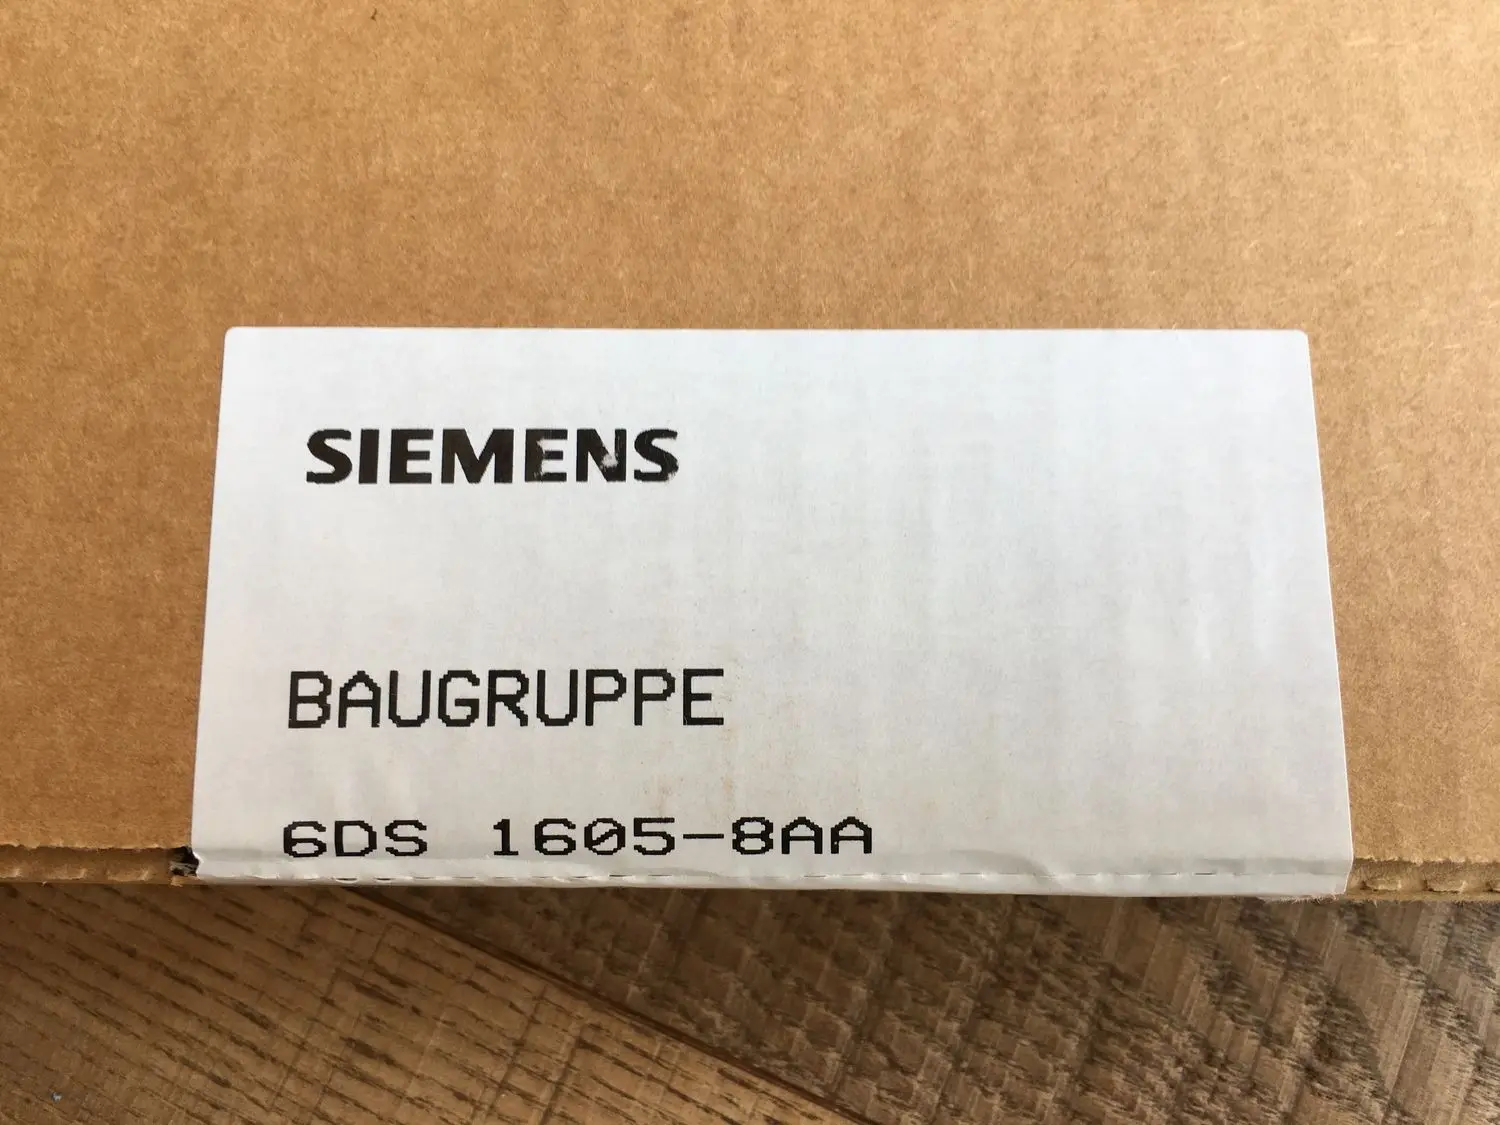 SIEMENS
BAUGRUPPE
6DS 1605-8AA